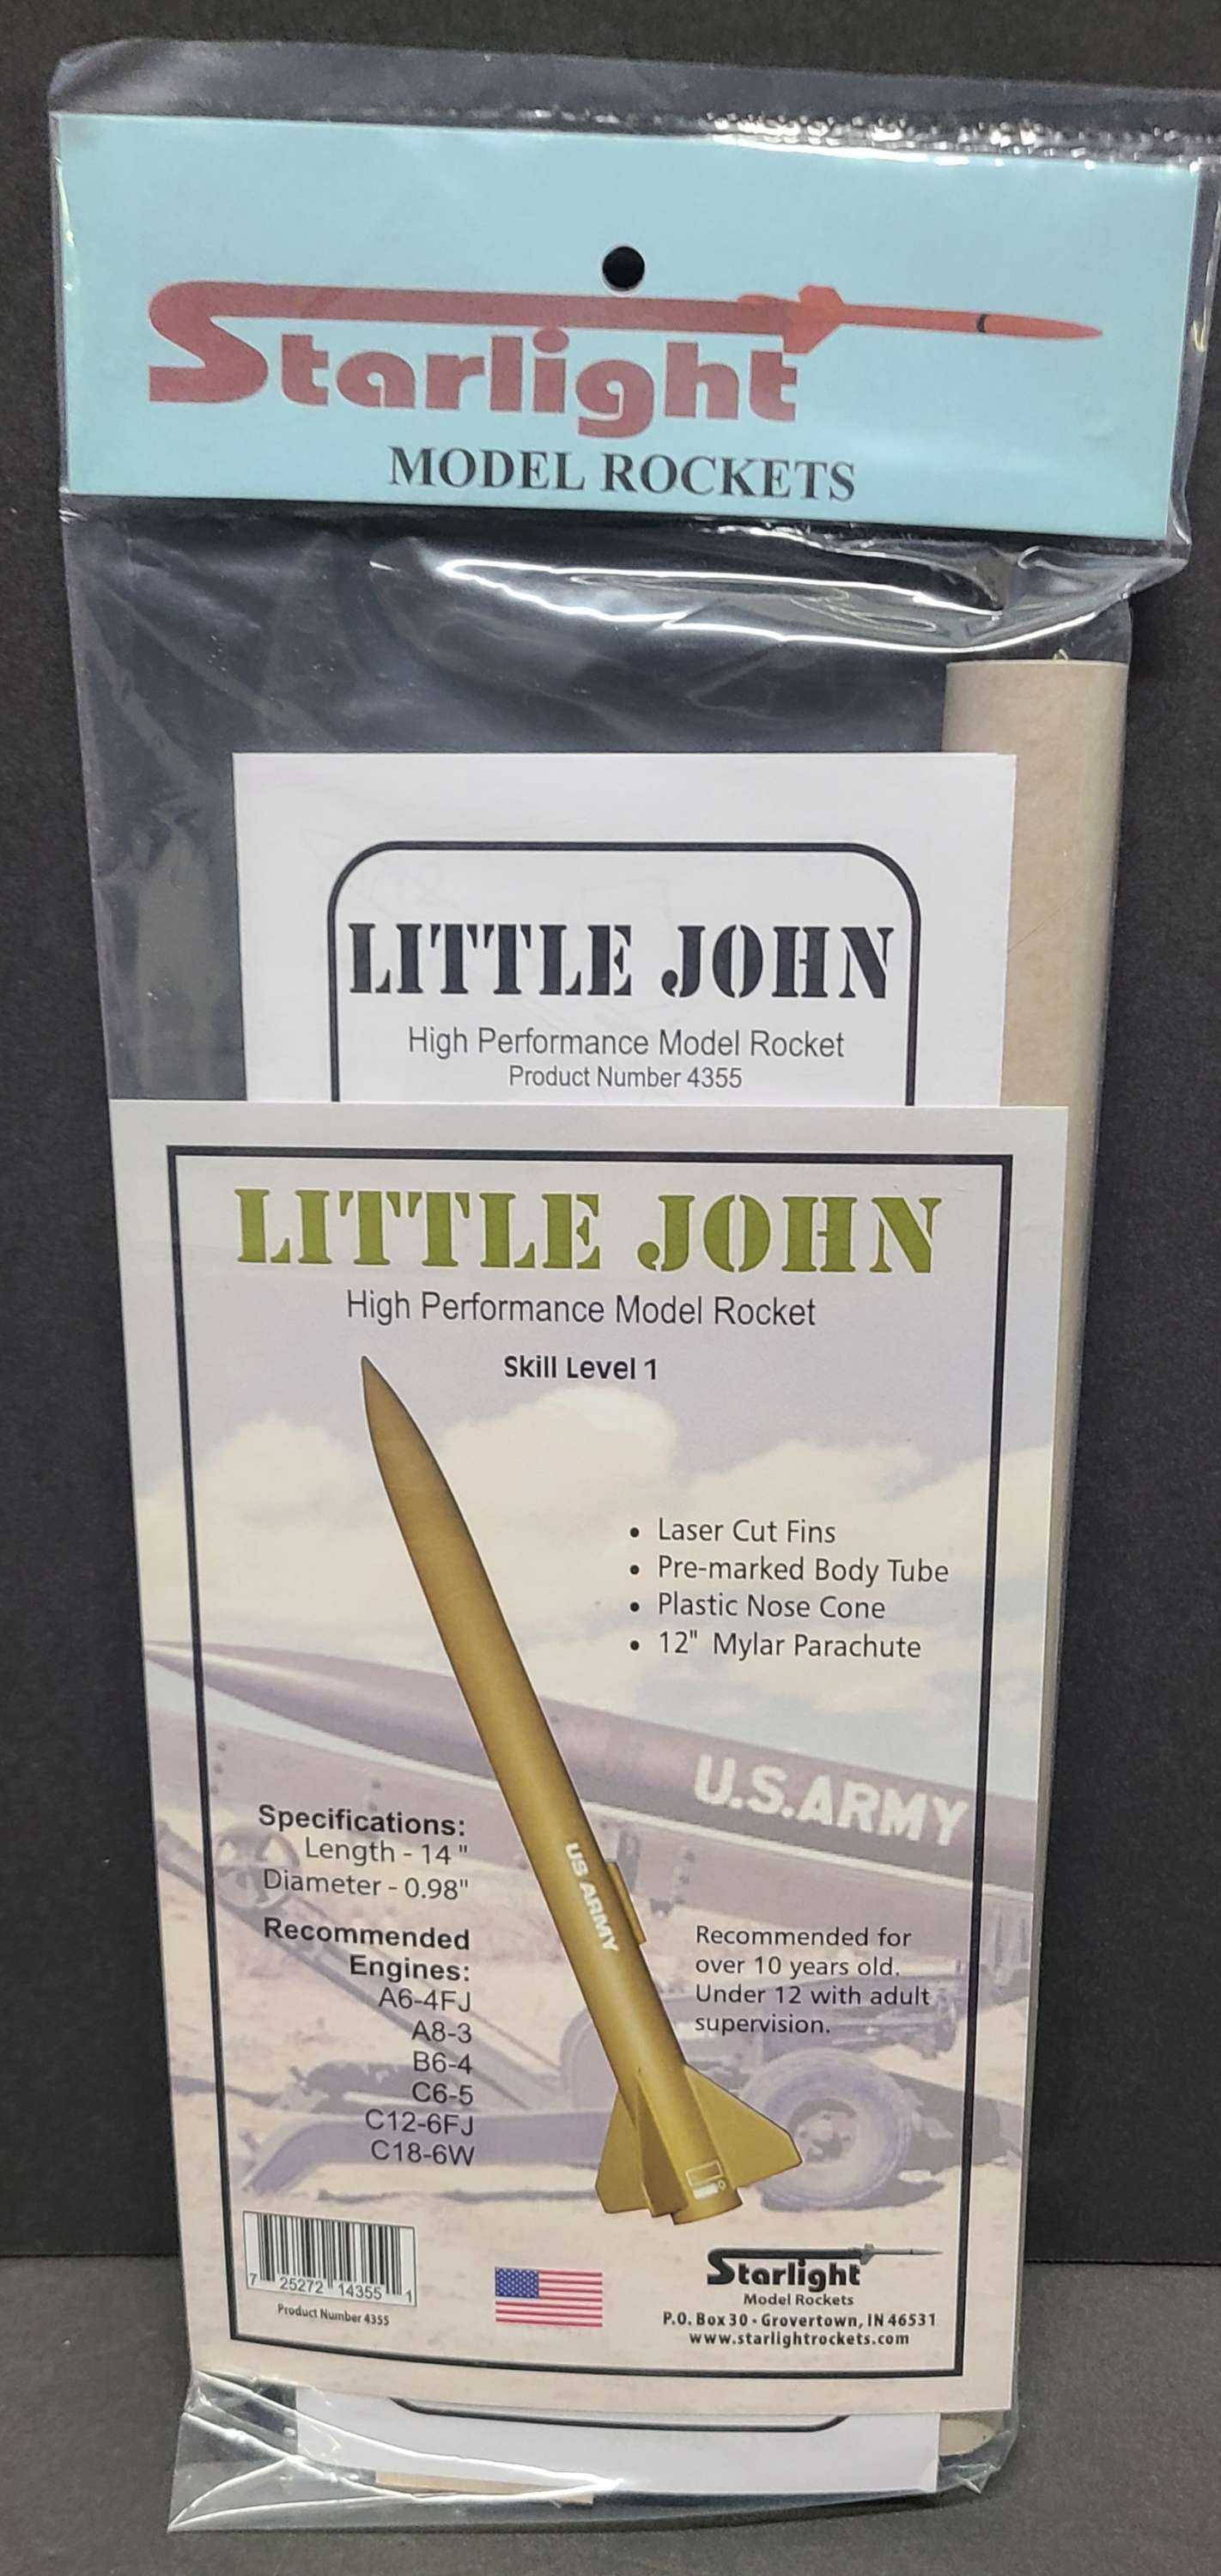 Starlight
MODEL ROCKETS
LITTLE JOHN
High Performance Model Rocket
Product Number 4355
LITTLE JOHN
High Performance Model Rocket
Skill Level 1
• Laser Cut Fins
• Pre-marked Body Tube
• Plastic Nose Cone
• 12" Mylar Parachute
U.S.ARMY
US ARMY
Specifications:
Length - 14 "
Diameter - 0.98"
Recommended
Engines:
A6-4FJ
A8-3
B6-4
C6-5
C12-6FJ
C18-6W
Recommended for
over 10 years old.
Under 12 with adult
supervision.
7 25272 14355 1
Product Number 4355
Starlight
Model Rockets
P.O. Box 30 - Grovertown, IN 46531
www.starlightrockets.com